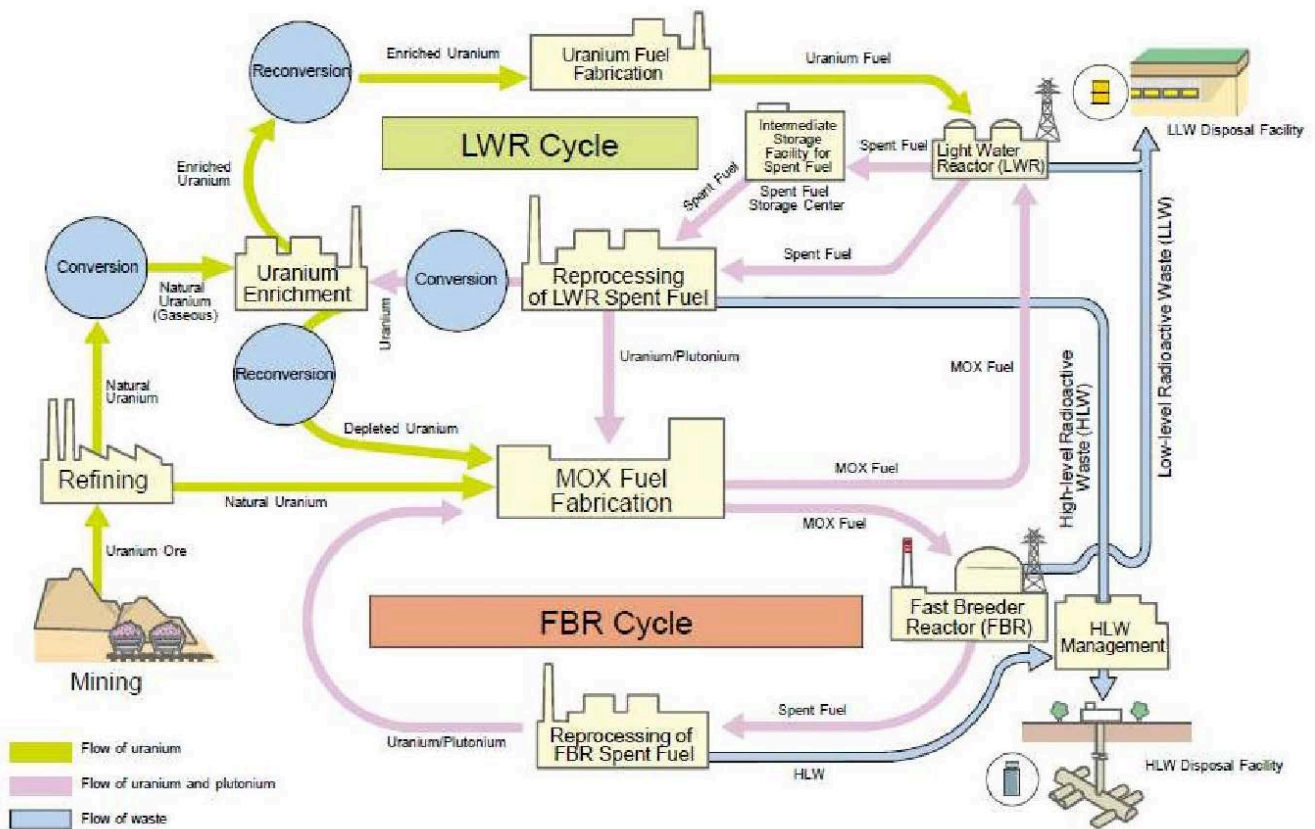 Reconversion
Enriched Uranium
Uranium Fuel
Fabrication
Uranium Fuel
LLW Disposal Facility
LWR Cycle
Intermediate
Storage
Facility for
Spent Fuel
Spent Fuel
Storage Center
Spent Fuel
Light Water
Reactor (LWR)
Enriched
Uranium
Spent Fuel
Conversion
Natural
Uranium
(Gaseous)
Uranium
Enrichment
Uranium
Conversion
Reprocessing
of LWR Spent Fuel
Spent Fuel
Low-level Radioactive Waste (LLW)
Reconversion
Uranium/Plutonium
MOX Fuel
High-level Radioactive
Waste (HLW)
Natural
Uranium
Depleted Uranium
Refining
Natural Uranium
MOX Fuel
Fabrication
MOX Fuel
MOX Fuel
Uranium Ore
Mining
FBR Cycle
Fast Breeder
Reactor (FBR)
HLW
Management
Spent Fuel
Uranium/Plutonium
Reprocessing of
FBR Spent Fuel
HLW
HLW Disposal Facility
Flow of uranium
Flow of uranium and plutonium
Flow of waste